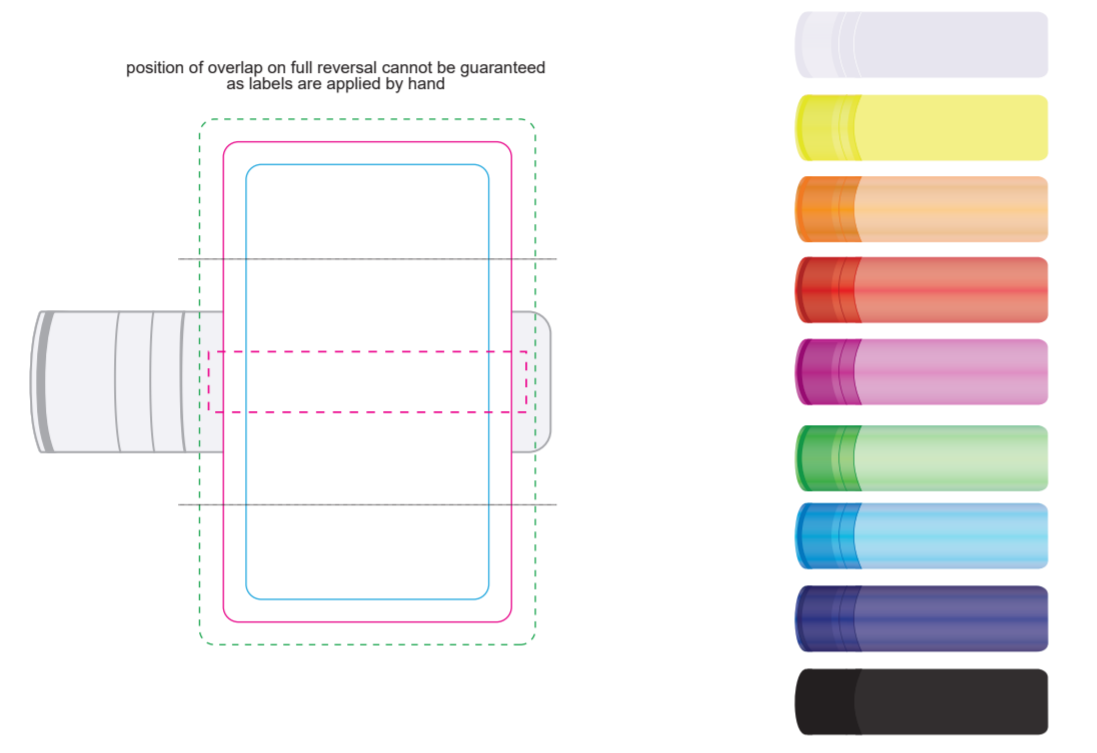 position of overlap on full reversal cannot be guaranteed
as labels are applied by hand